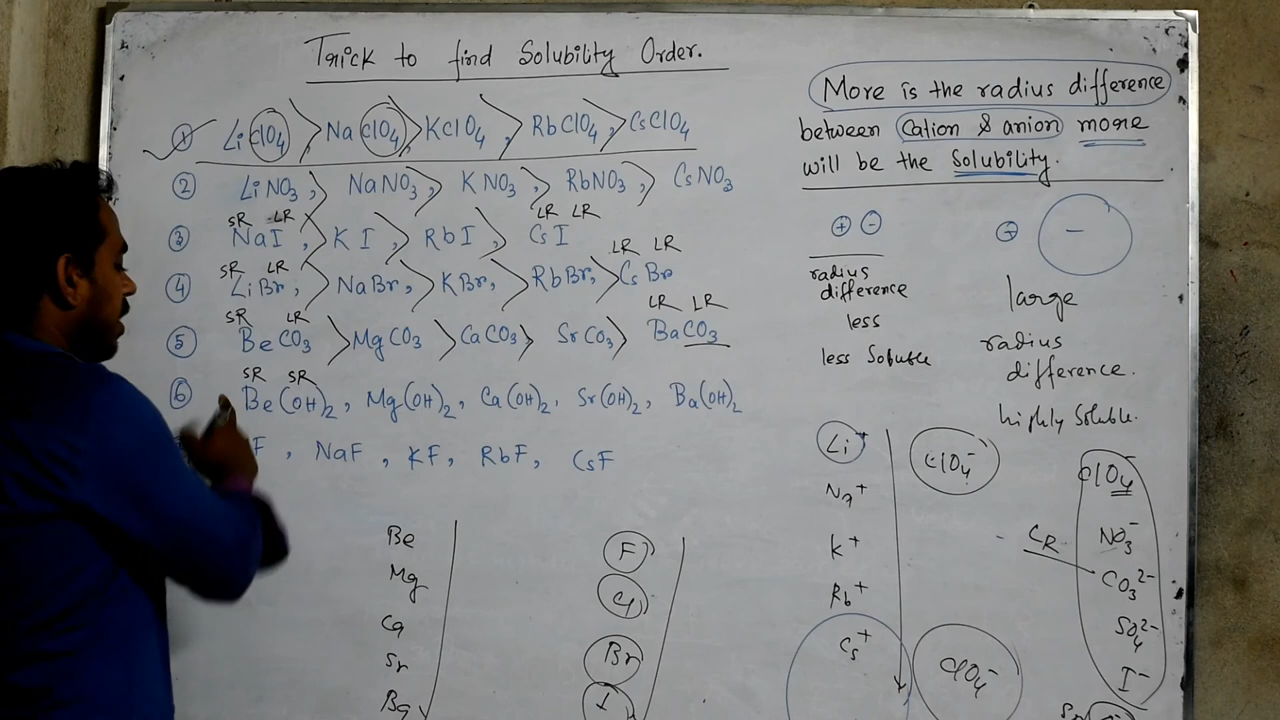 Trick to find Solubility Order.
① LiClO4 > NaClO4 > KClO4, > RbClO4, > CsClO4
② LiNO3, > NaNO3, > KNO3, > RbNO3, > CsNO3
SR LR LR LR
③ NaI, > KI > RbI, > CsI
SR LR LR LR
④ LiBr, > NaBr, > KBr, > RbBr, > CsBr
SR LR LR LR
⑤ BeCO3 > MgCO3 > CaCO3 > SrCO3 > BaCO3
SR SR
⑥ Be(OH)2, Mg(OH)2, Ca(OH)2, Sr(OH)2, Ba(OH)2
F, NaF, KF, RbF, CsF
Be
Mg
Ca
Sr
Ba
F
Cl
Br
I
More is the radius difference
between Cation & anion more
will be the Solubility.
+ -
radius
difference
less
less Soluble
+ -
large
radius
difference.
highly Soluble.
Li+
Na+
K+
Rb+
Cs+
ClO4-
ClO4-
CR
ClO4-
NO3-
CO3 2-
SO4 2-
I-